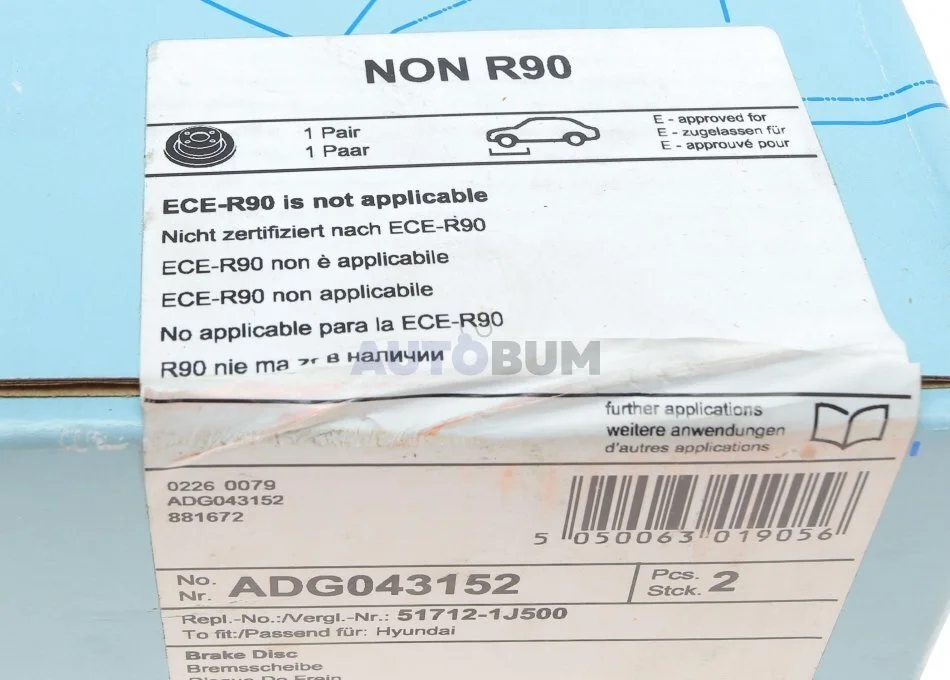 NON R90
1 Pair
1 Paar
E - approved for
E - zugelassen für
E - approuvé pour
ECE-R90 is not applicable
Nicht zertifiziert nach ECE-R90
ECE-R90 non è applicabile
ECE-R90 non applicabile
No applicable para la ECE-R90
R90 nie ma в наличии
AUTOBUM
further applications
weitere anwendungen
d'autres applications
0226 0079
ADG043152
881672
5 050063 019056
No.
Nr. ADG043152
Pcs.
Stck. 2
Repl.-No.:/Vergl.-Nr.: 51712-1J500
To fit:/Passend für: Hyundai
Brake Disc
Bremsscheibe
Disque De Frein